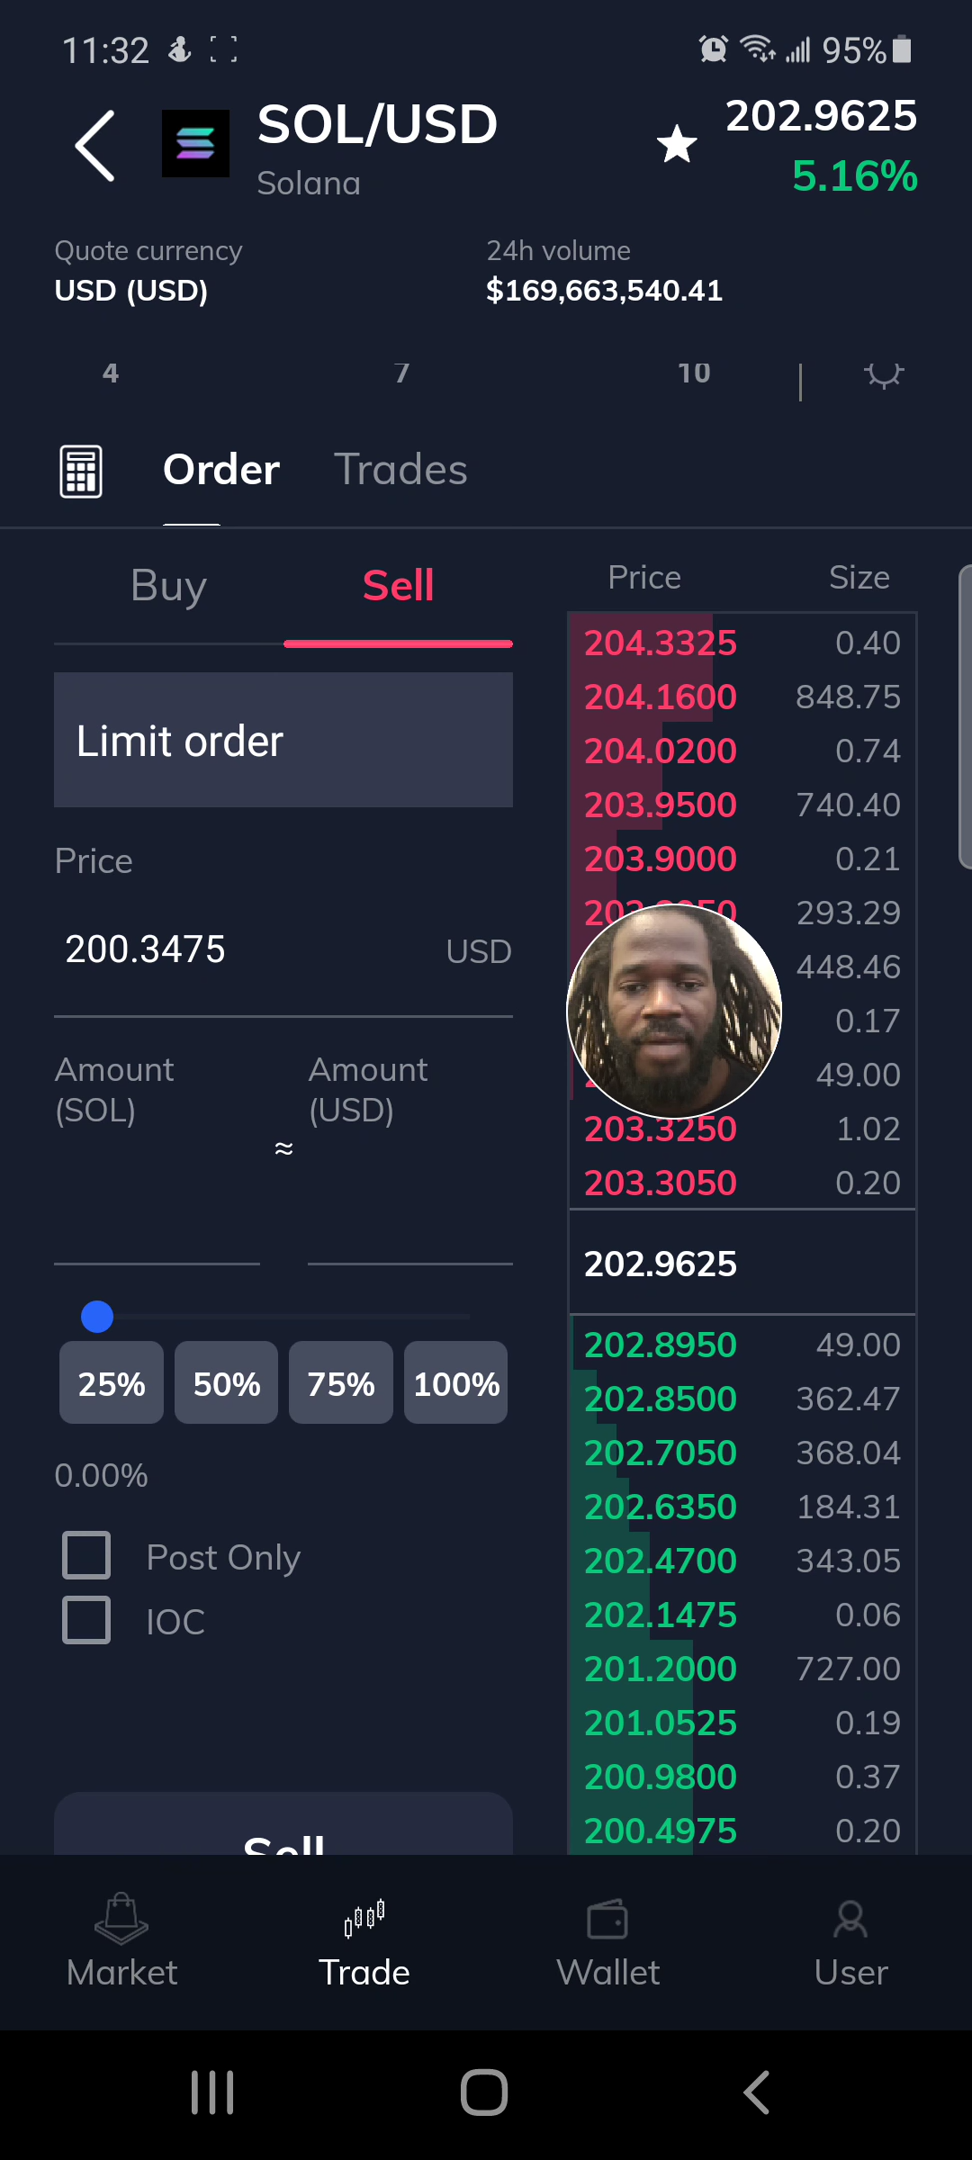 11:32
95%
SOL/USD
202.9625
Solana
5.16%
Quote currency
24h volume
USD (USD)
$169,663,540.41
4 7 10
Order Trades
Buy Sell
Limit order
Price
200.3475 USD
Amount (SOL)
≈
Amount (USD)
25% 50% 75% 100%
0.00%
Post Only
IOC
Sell
Price Size
204.3325 0.40
204.1600 848.75
204.0200 0.74
203.9500 740.40
203.9000 0.21
293.29
448.46
0.17
49.00
203.3250 1.02
203.3050 0.20
202.9625
202.8950 49.00
202.8500 362.47
202.7050 368.04
202.6350 184.31
202.4700 343.05
202.1475 0.06
201.2000 727.00
201.0525 0.19
200.9800 0.37
200.4975 0.20
Market Trade Wallet User